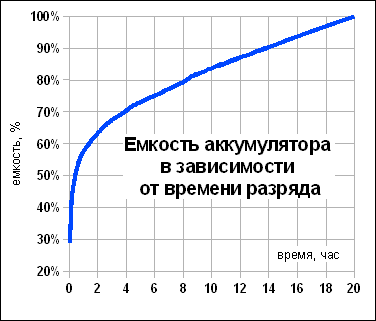 100%
90%
80%
70%
60%
50%
40%
30%
20%
емкость, %
Емкость аккумулятора
в зависимости
от времени разряда
время, час
0 2 4 6 8 10 12 14 16 18 20